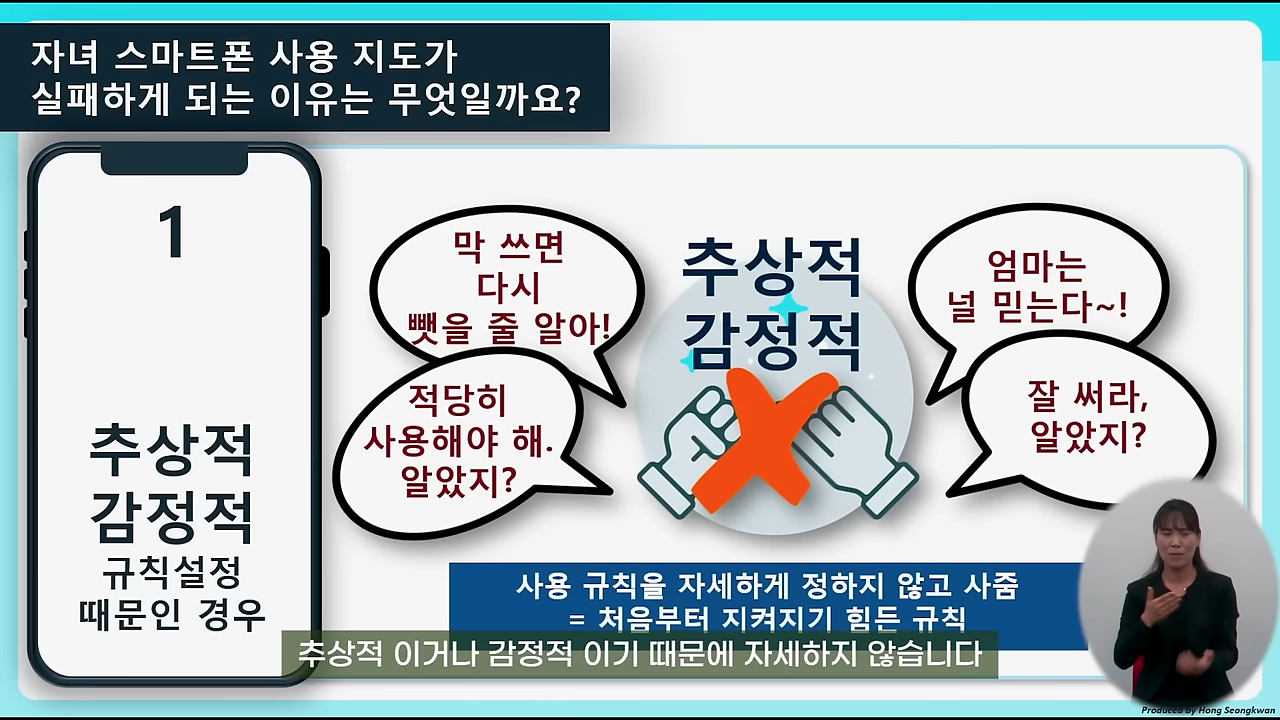 자녀 스마트폰 사용 지도가
실패하게 되는 이유는 무엇일까요?
1
추상적
감정적
규칙설정
때문인 경우
막 쓰면
다시
뺏을 줄 알아!
적당히
사용해야 해.
알았지?
추상적
감정적
엄마는
널 믿는다~!
잘 써라,
알았지?
사용 규칙을 자세하게 정하지 않고 사줌
= 처음부터 지켜지기 힘든 규칙
추상적 이거나 감정적 이기 때문에 자세하지 않습니다
Produced by Hong Seongkwan